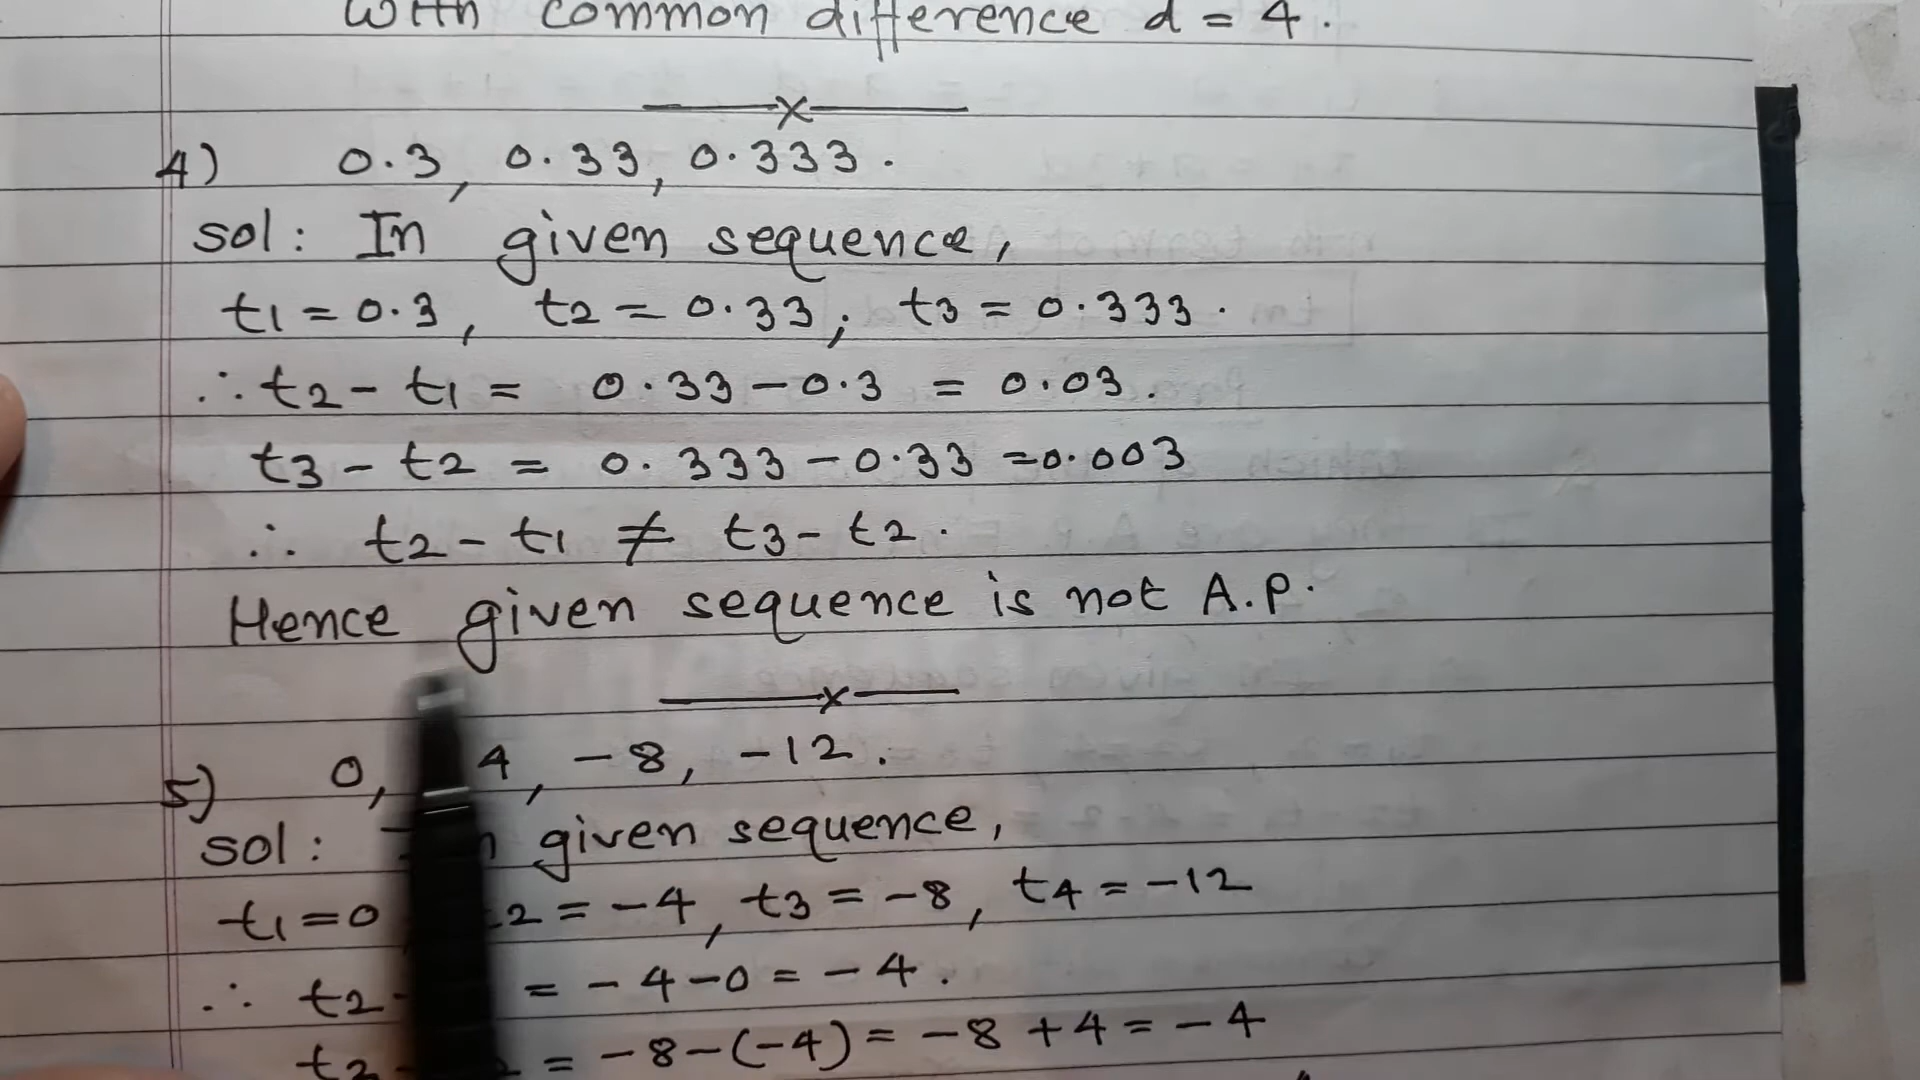 with common difference d = 4.
4) 0.3, 0.33, 0.333.
sol: In given sequence,
t1 = 0.3, t2 = 0.33, t3 = 0.333.
∴ t2 - t1 = 0.33 - 0.3 = 0.03.
t3 - t2 = 0.333 - 0.33 = 0.003
∴ t2 - t1 ≠ t3 - t2.
Hence given sequence is not A.P.
5) 0, 4, -8, -12.
sol: given sequence,
t1 = 0 2 = -4, t3 = -8, t4 = -12
∴ t2 - = -4 - 0 = -4.
= -8 - (-4) = -8 + 4 = -4